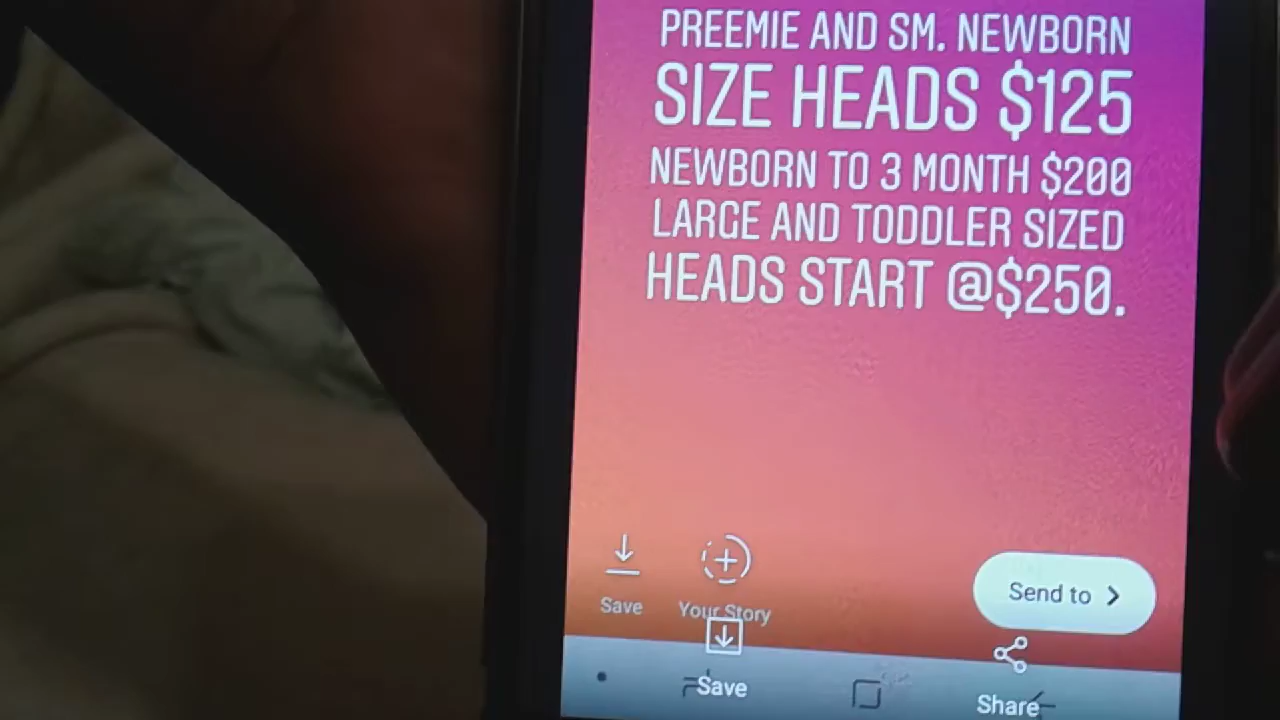 PREEMIE AND SM. NEWBORN
SIZE HEADS $125
NEWBORN TO 3 MONTH $200
LARGE AND TODDLER SIZED
HEADS START @$250.
Save
Your Story
Send to
Save
Share